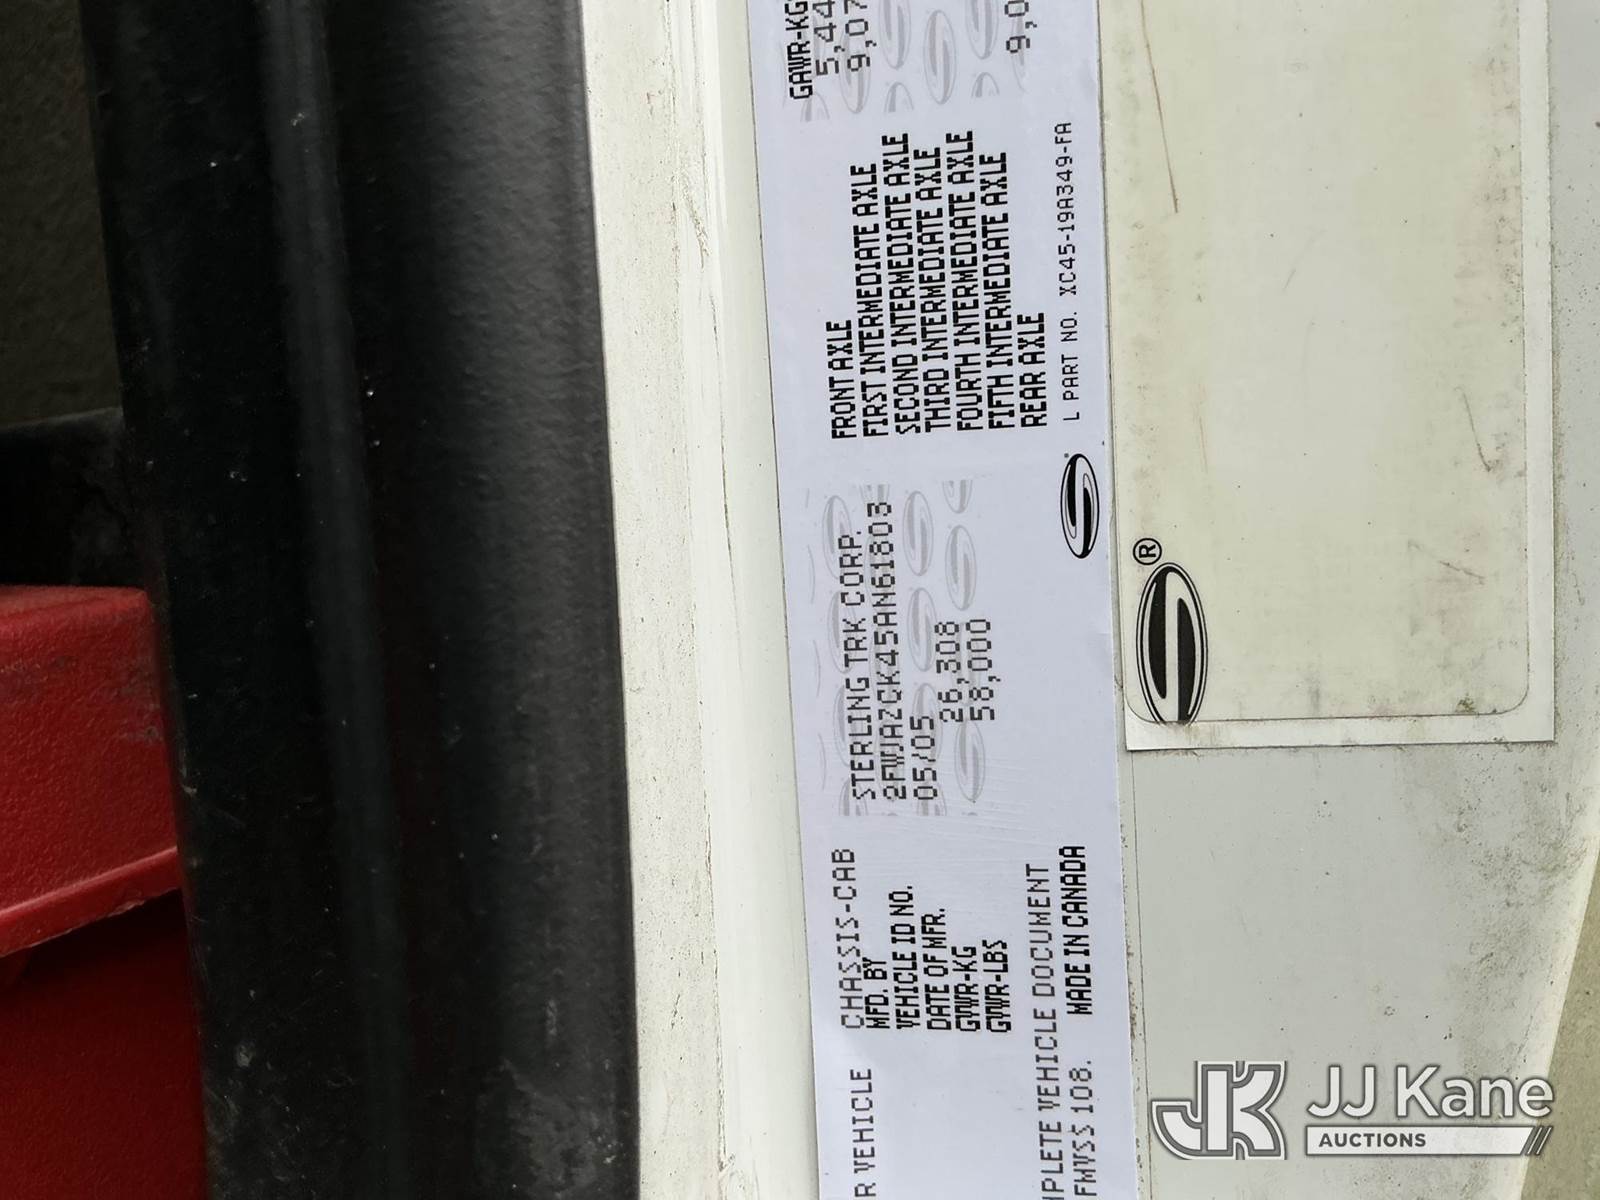 R VEHICLE CHASSIS-CAB
MFD. BY STERLING TRK CORP.
VEHICLE ID NO. 2FWJAZCK45AN61803
DATE OF MFR. 05/05
GVWR-KG 26,308
GVWR-LBS 58,000
MPLETE VEHICLE DOCUMENT
FMVSS 108. MADE IN CANADA
GAWR-KG
FRONT AXLE 5,44
FIRST INTERMEDIATE AXLE 9,07
SECOND INTERMEDIATE AXLE
THIRD INTERMEDIATE AXLE
FOURTH INTERMEDIATE AXLE
FIFTH INTERMEDIATE AXLE
REAR AXLE 9,0
L PART NO. XC45-19A349-FA
®
JJ Kane
AUCTIONS